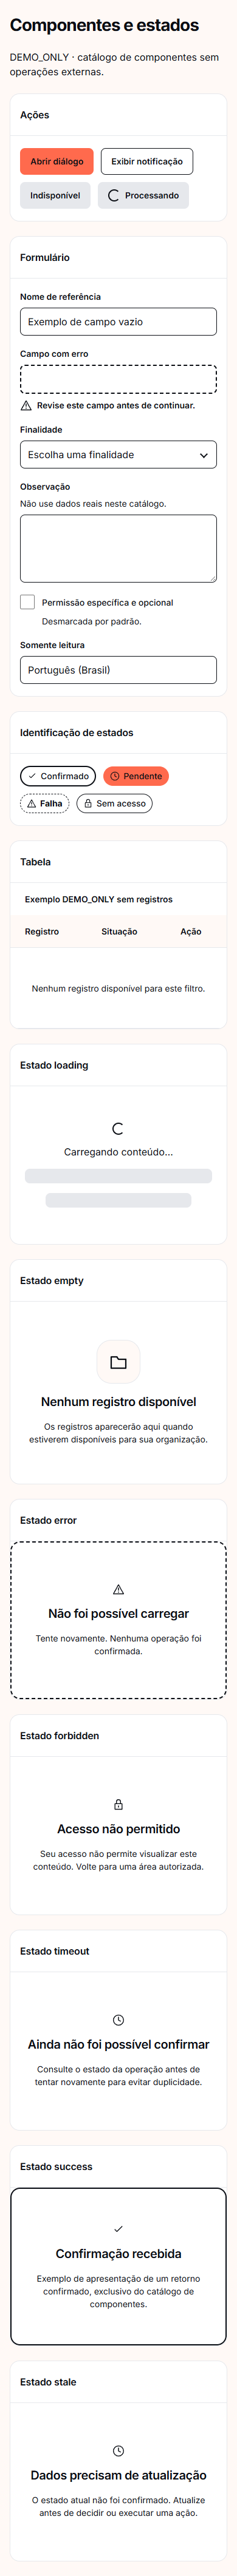 Componentes e estados
DEMO_ONLY · catálogo de componentes sem
operações externas.
Ações
Abrir diálogo
Exibir notificação
Indisponível
Processando
Formulário
Nome de referência
Exemplo de campo vazio
Campo com erro
Revise este campo antes de continuar.
Finalidade
Escolha uma finalidade
Observação
Não use dados reais neste catálogo.
Permissão específica e opcional
Desmarcada por padrão.
Somente leitura
Português (Brasil)
Identificação de estados
Confirmado
Pendente
Falha
Sem acesso
Tabela
Exemplo DEMO_ONLY sem registros
Registro Situação Ação
Nenhum registro disponível para este filtro.
Estado loading
Carregando conteúdo...
Estado empty
Nenhum registro disponível
Os registros aparecerão aqui quando
estiverem disponíveis para sua organização.
Estado error
Não foi possível carregar
Tente novamente. Nenhuma operação foi
confirmada.
Estado forbidden
Acesso não permitido
Seu acesso não permite visualizar este
conteúdo. Volte para uma área autorizada.
Estado timeout
Ainda não foi possível confirmar
Consulte o estado da operação antes de
tentar novamente para evitar duplicidade.
Estado success
Confirmação recebida
Exemplo de apresentação de um retorno
confirmado, exclusivo do catálogo de
componentes.
Estado stale
Dados precisam de atualização
O estado atual não foi confirmado. Atualize
antes de decidir ou executar uma ação.